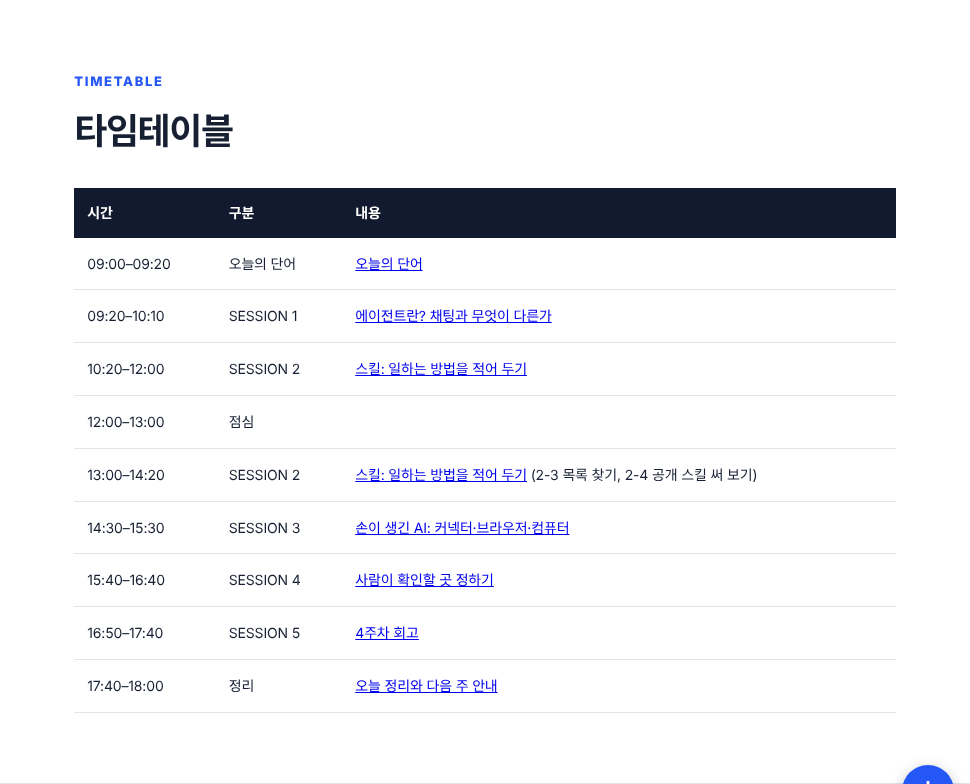 TIMETABLE
타임테이블
시간 구분 내용
09:00–09:20 오늘의 단어 오늘의 단어
09:20–10:10 SESSION 1 에이전트란? 채팅과 무엇이 다른가
10:20–12:00 SESSION 2 스킬: 일하는 방법을 적어 두기
12:00–13:00 점심
13:00–14:20 SESSION 2 스킬: 일하는 방법을 적어 두기 (2-3 목록 찾기, 2-4 공개 스킬 써 보기)
14:30–15:30 SESSION 3 손이 생긴 AI: 커넥터·브라우저·컴퓨터
15:40–16:40 SESSION 4 사람이 확인할 곳 정하기
16:50–17:40 SESSION 5 4주차 회고
17:40–18:00 정리 오늘 정리와 다음 주 안내